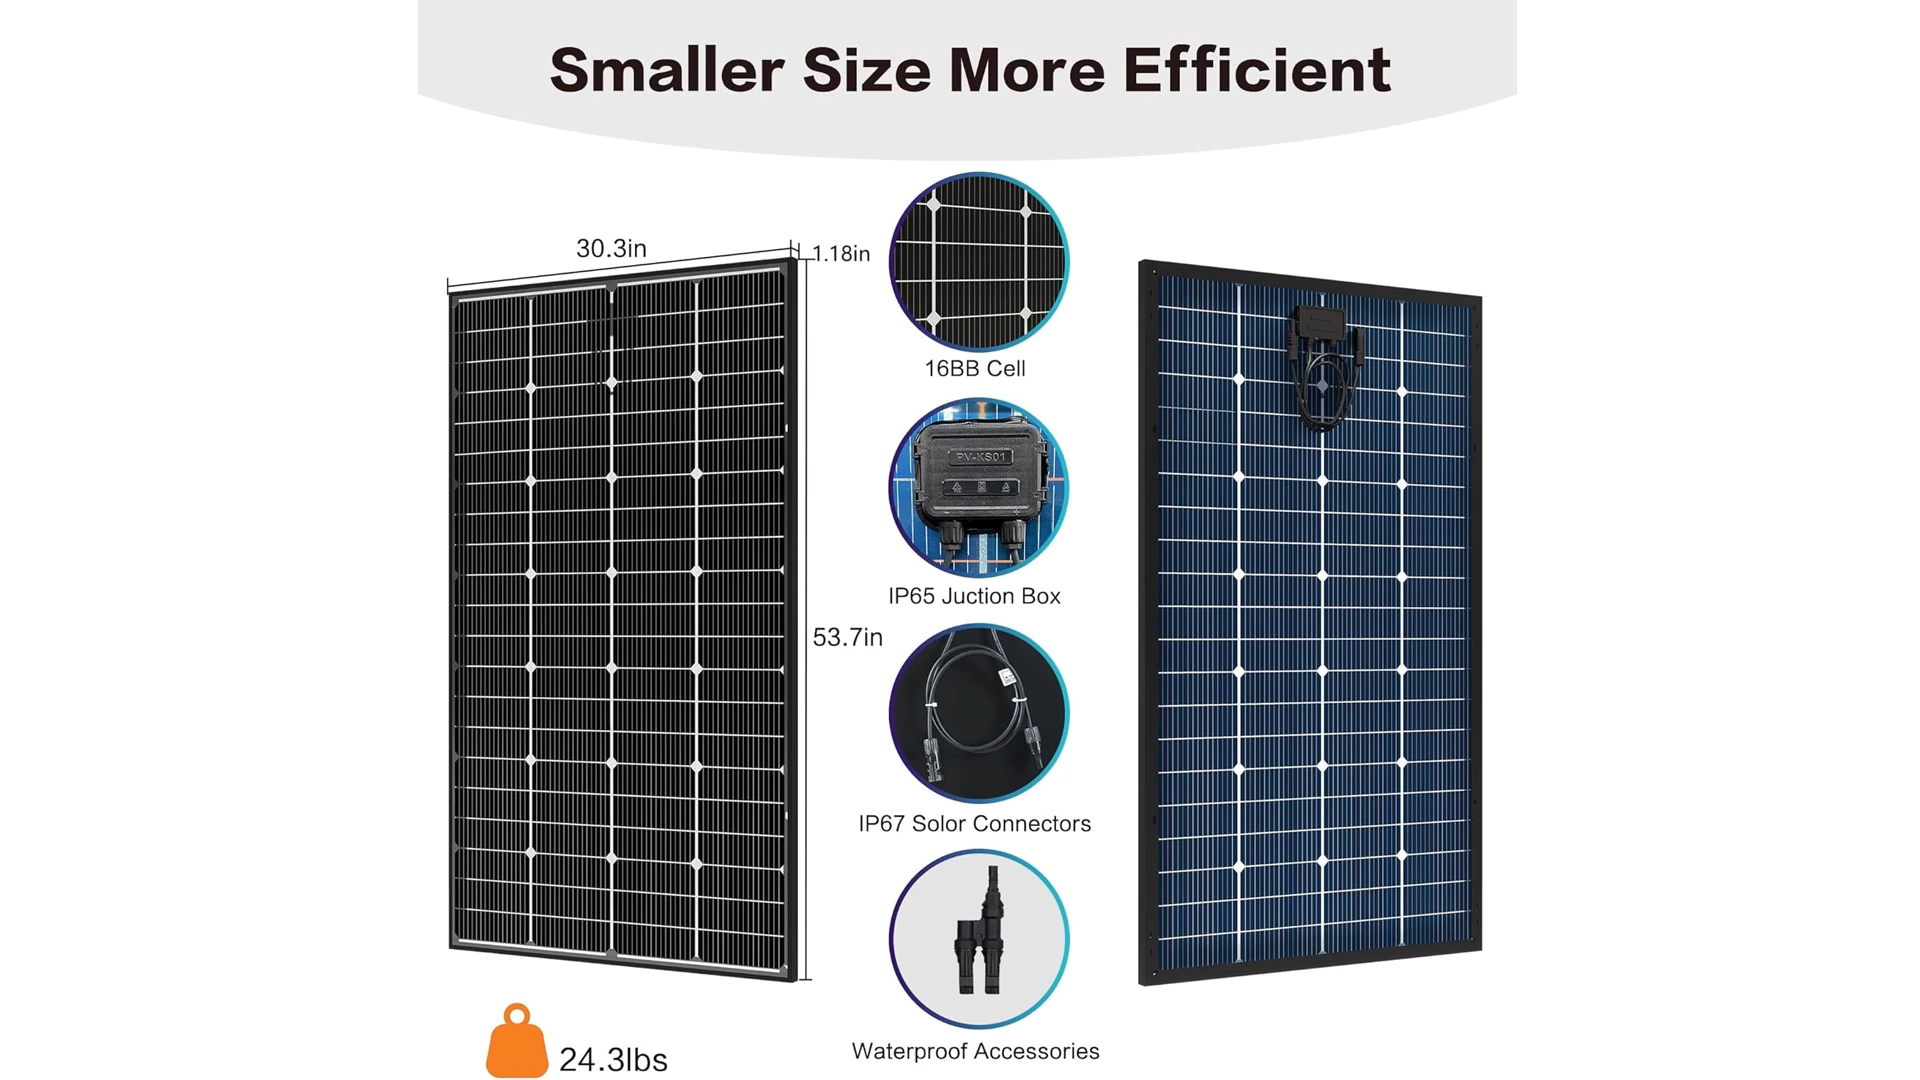 Smaller Size More Efficient
30.3in
1.18in
16BB Cell
PV-KS01
IP65 Juction Box
53.7in
IP67 Solor Connectors
Waterproof Accessories
24.3lbs